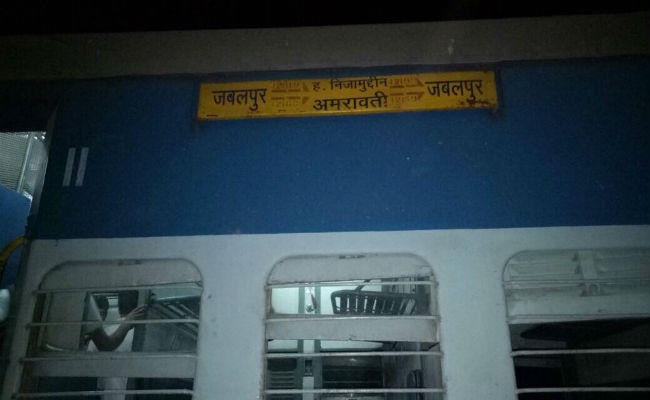 जबलपुर ह. निजामुद्दीन जबलपुर
अमरावती